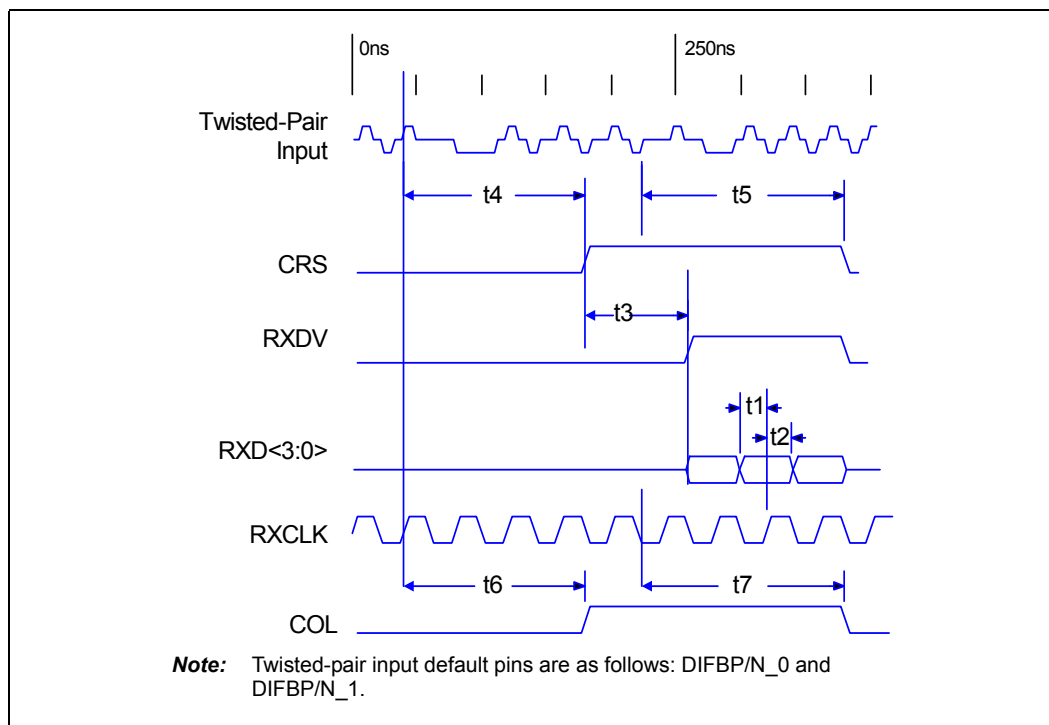 0ns 250ns
Twisted-Pair
Input
t4 t5
CRS
t3
RXDV
t1
t2
RXD<3:0>
RXCLK
t6 t7
COL
Note: Twisted-pair input default pins are as follows: DIFBP/N_0 and
DIFBP/N_1.